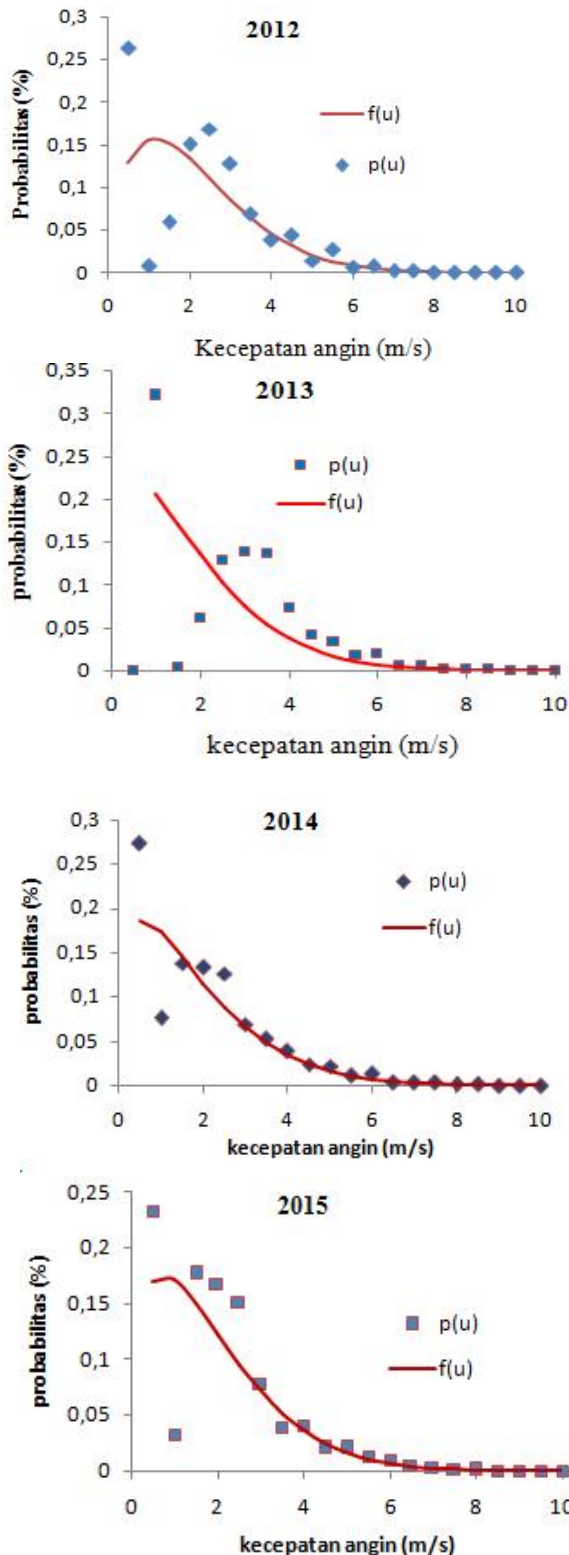 2012
Probabilitas (%)
0,3
0,25
0,2
0,15
0,1
0,05
0
f(u)
p(u)
0 2 4 6 8 10
Kecepatan angin (m/s)
2013
probabilitas (%)
0,35
0,3
0,25
0,2
0,15
0,1
0,05
0
p(u)
f(u)
0 2 4 6 8 10
kecepatan angin (m/s)
2014
probabilitas (%)
0,3
0,25
0,2
0,15
0,1
0,05
0
p(u)
f(u)
0 2 4 6 8 10
kecepatan angin (m/s)
2015
probabilitas (%)
0,25
0,2
0,15
0,1
0,05
0
p(u)
f(u)
0 2 4 6 8 10
kecepatan angin (m/s)